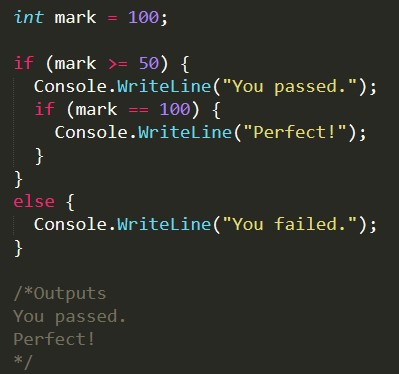 int mark = 100;

if (mark >= 50) {
  Console.WriteLine("You passed.");
  if (mark == 100) {
    Console.WriteLine("Perfect!");
  }
}
else {
  Console.WriteLine("You failed.");
}

/*Outputs
You passed.
Perfect!
*/